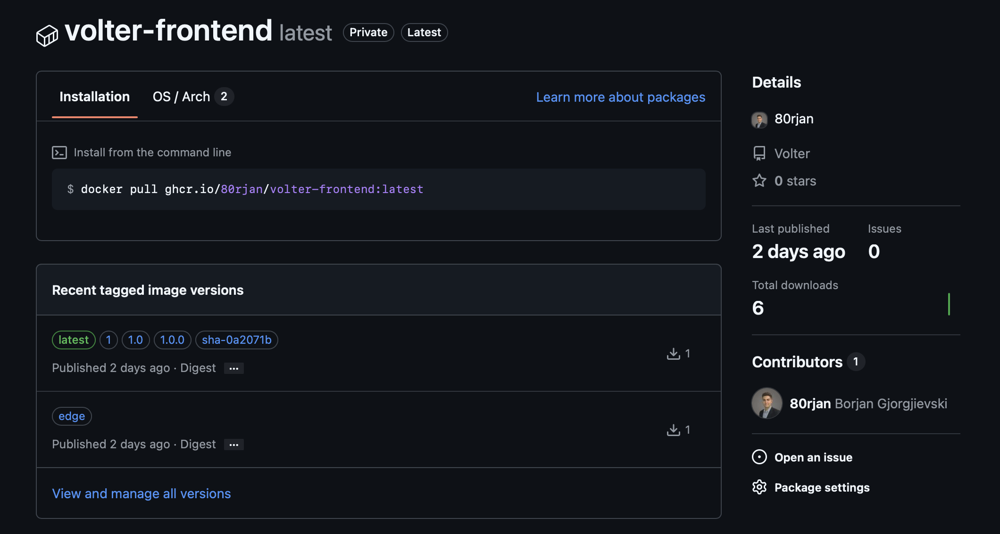 volter-frontend latest Private Latest
Installation OS / Arch 2 Learn more about packages
Install from the command line
$ docker pull ghcr.io/80rjan/volter-frontend:latest
Recent tagged image versions
latest 1 1.0 1.0.0 sha-0a2071b
Published 2 days ago · Digest ...
1
edge
Published 2 days ago · Digest ...
1
View and manage all versions
Details
80rjan
Volter
0 stars
Last published Issues
2 days ago 0
Total downloads
6
Contributors 1
80rjan Borjan Gjorgjievski
Open an issue
Package settings